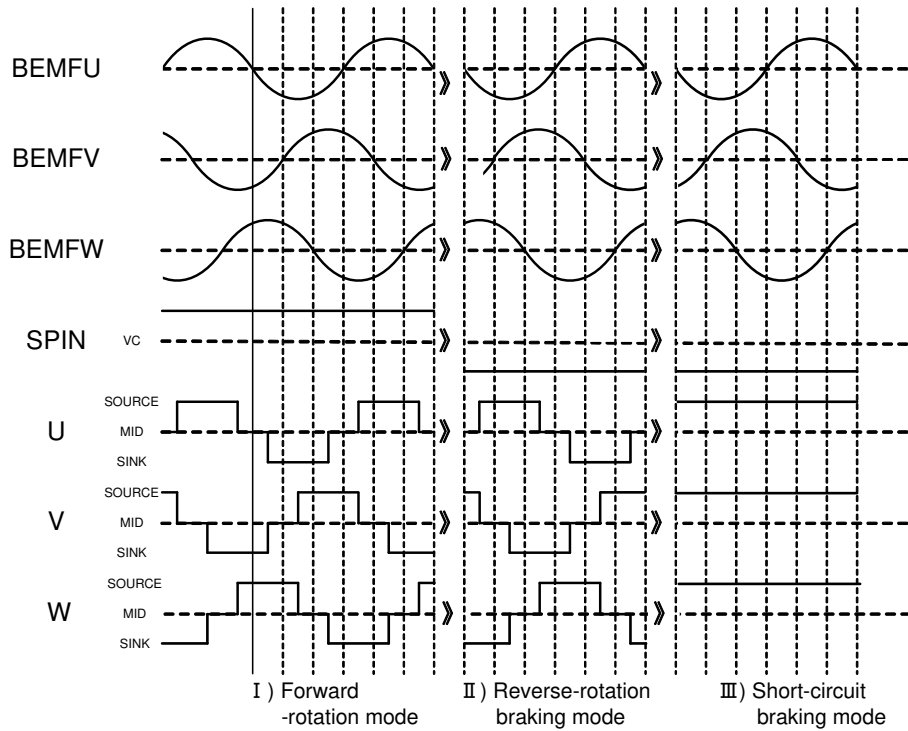 BEMFU
BEMFV
BEMFW
SPIN VC
SOURCE
U MID
SINK
SOURCE
V MID
SINK
SOURCE
W MID
SINK
Ⅰ) Forward
-rotation mode
Ⅱ) Reverse-rotation
braking mode
Ⅲ) Short-circuit
braking mode